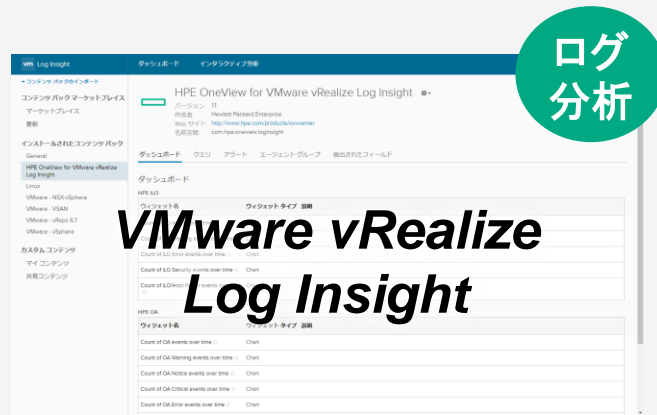 ログ
分析
vm Log Insight
ダッシュボード インタラクティブ分析
+ コンテンツ パックのインポート
コンテンツ パック マーケットプレイス
マーケットプレイス
更新
インストールされたコンテンツ パック
General
HPE OneView for VMware vRealize
Log Insight
Linux
VMware - NSX-vSphere
VMware - VSAN
VMware - vRops 6.7
VMware - vSphere
カスタム コンテンツ
マイ コンテンツ
共有コンテンツ
HPE OneView for VMware vRealize Log Insight
バージョン: 1.1
作成者: Hewlett Packard Enterprise
Web サイト: http://www.hpe.com/products/ovvcenter
名前空間: com.hpe.oneview.loginsight
ダッシュボード クエリ アラート エージェント グループ 抽出されたフィールド
ダッシュボード
HPE iLO
ウィジェット名 ウィジェット タイプ 説明
VMware vRealize
Log Insight
Count of iLO Error events over time Chart
Count of iLO Security events over time Chart
Count of iLO/Host Power events over
HPE OA
ウィジェット名 ウィジェット タイプ 説明
Count of OA events over time Chart
Count of OA Warning events over time Chart
Count of OA Notice events over time Chart
Count of OA Critical events over time Chart
Count of OA Error events over time Chart